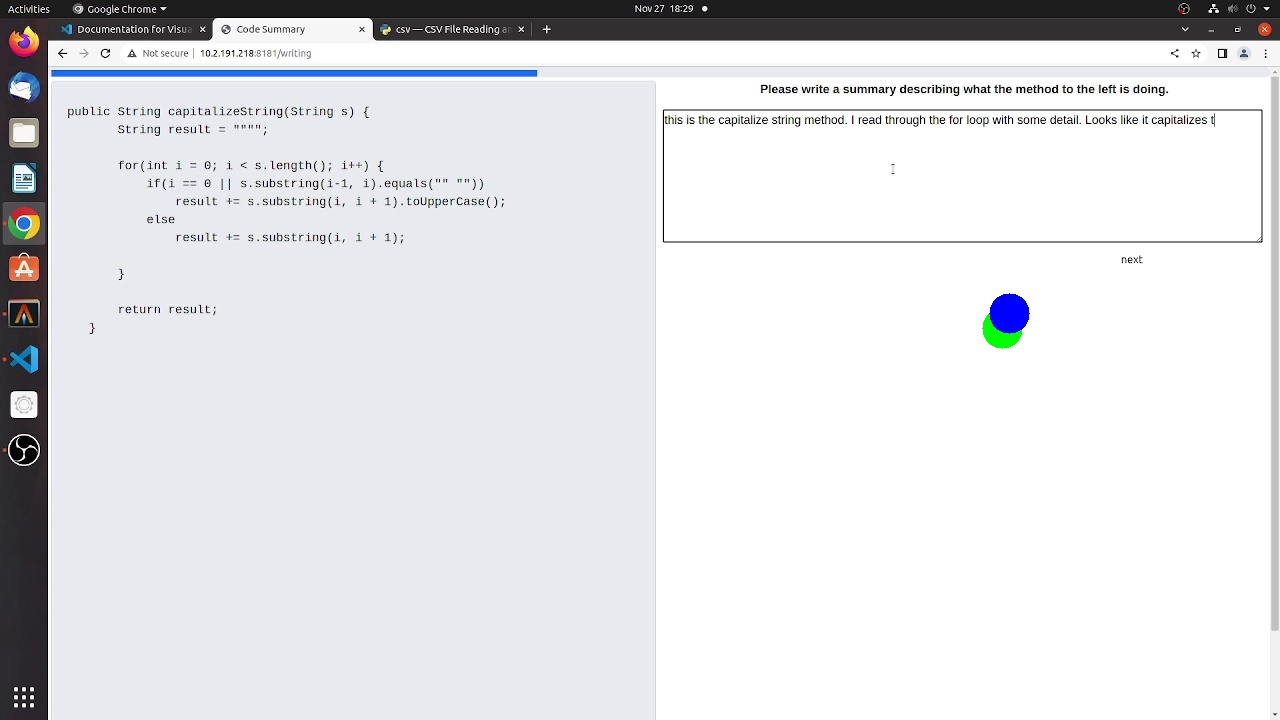 Activities
Google Chrome
Nov 27 18:29
Documentation for Visua
Code Summary
csv — CSV File Reading an
Not secure
10.2.191.218:8181/writing
public String capitalizeString(String s) {
String result = """";
for(int i = 0; i < s.length(); i++) {
if(i == 0 || s.substring(i-1, i).equals("" ""))
result += s.substring(i, i + 1).toUpperCase();
else
result += s.substring(i, i + 1);
}
return result;
}
Please write a summary describing what the method to the left is doing.
this is the capitalize string method. I read through the for loop with some detail. Looks like it capitalizes t
next